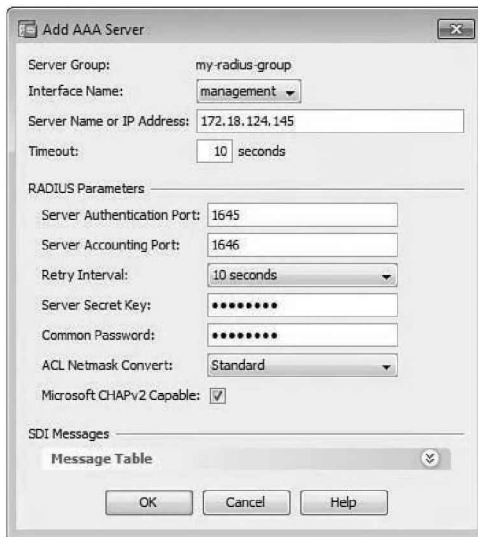 Add AAA Server
Server Group: my-radius-group
Interface Name: management
Server Name or IP Address: 172.18.124.145
Timeout: 10 seconds
RADIUS Parameters
Server Authentication Port: 1645
Server Accounting Port: 1646
Retry Interval: 10 seconds
Server Secret Key: ●●●●●●●●
Common Password: ●●●●●●●●
ACL Netmask Convert: Standard
Microsoft CHAPv2 Capable:
SDI Messages
Message Table
OK Cancel Help